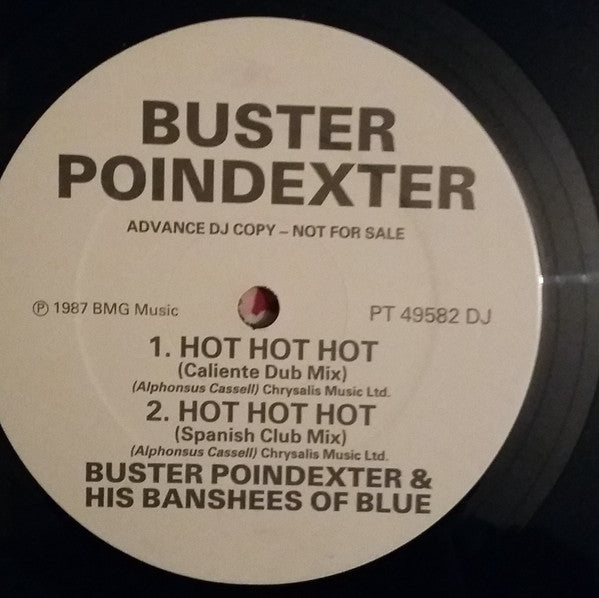 BUSTER
POINDEXTER
ADVANCE DJ COPY – NOT FOR SALE
℗ 1987 BMG Music
PT 49582 DJ
1. HOT HOT HOT
(Caliente Dub Mix)
(Alphonsus Cassell) Chrysalis Music Ltd.
2. HOT HOT HOT
(Spanish Club Mix)
(Alphonsus Cassell) Chrysalis Music Ltd.
BUSTER POINDEXTER &
HIS BANSHEES OF BLUE